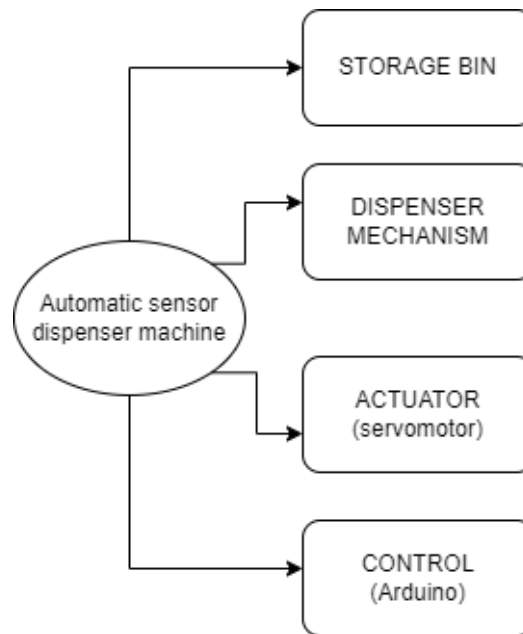 STORAGE BIN
DISPENSER
MECHANISM
Automatic sensor
dispenser machine
ACTUATOR
(servomotor)
CONTROL
(Arduino)